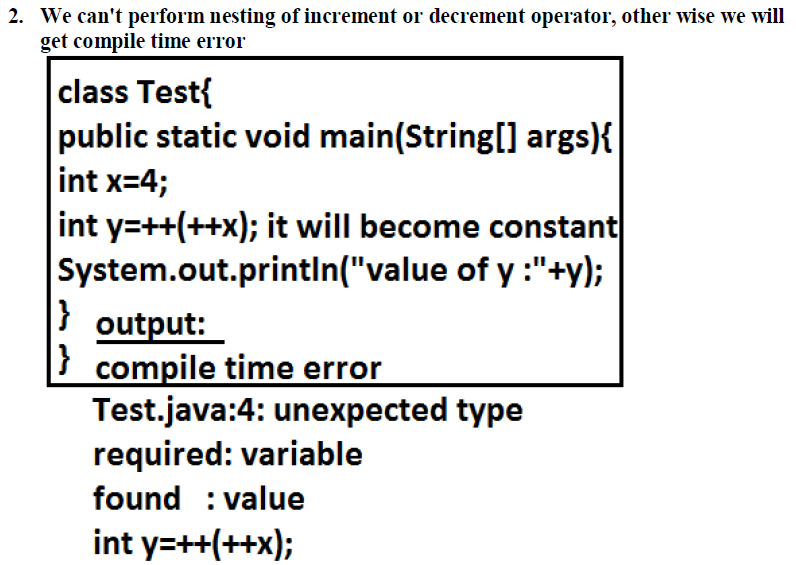 2. We can't perform nesting of increment or decrement operator, other wise we will
get compile time error
class Test{
public static void main(String[] args){
int x=4;
int y=++(++x); it will become constant
System.out.println("value of y :"+y);
} output:
} compile time error
Test.java:4: unexpected type
required: variable
found : value
int y=++(++x);